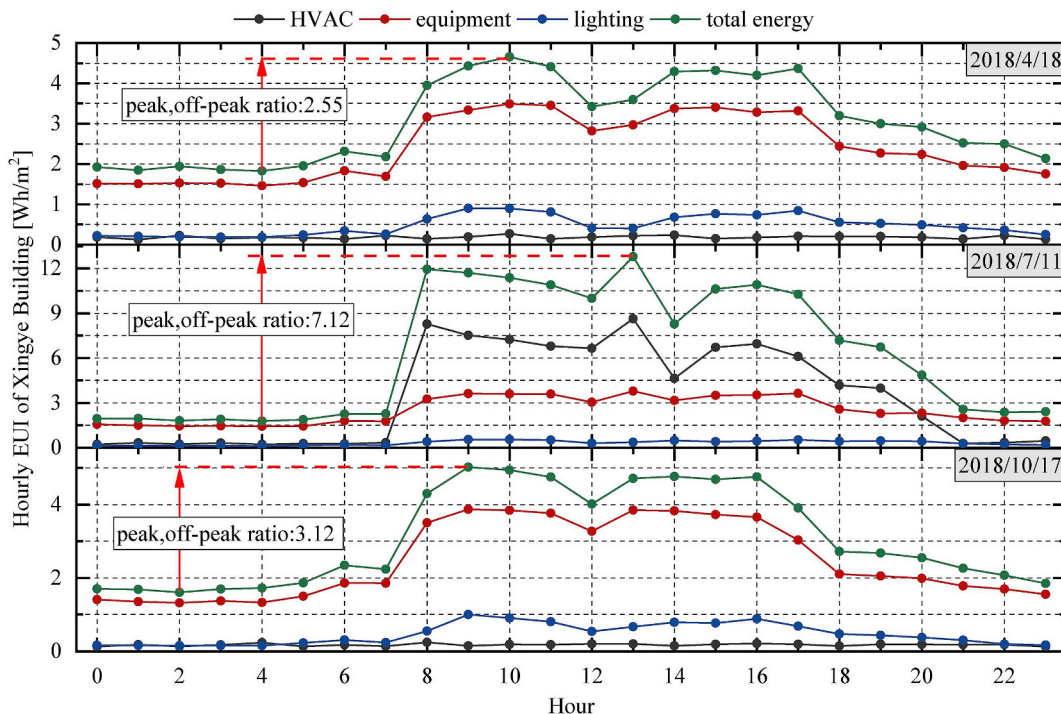 HVAC equipment lighting total energy
Hourly EUI of Xingye Building [Wh/m²]
5
4
3
2
1
0
2018/4/18
peak,off-peak ratio:2.55
12
9
6
3
0
2018/7/11
peak,off-peak ratio:7.12
4
2
0
2018/10/17
peak,off-peak ratio:3.12
0 2 4 6 8 10 12 14 16 18 20 22
Hour